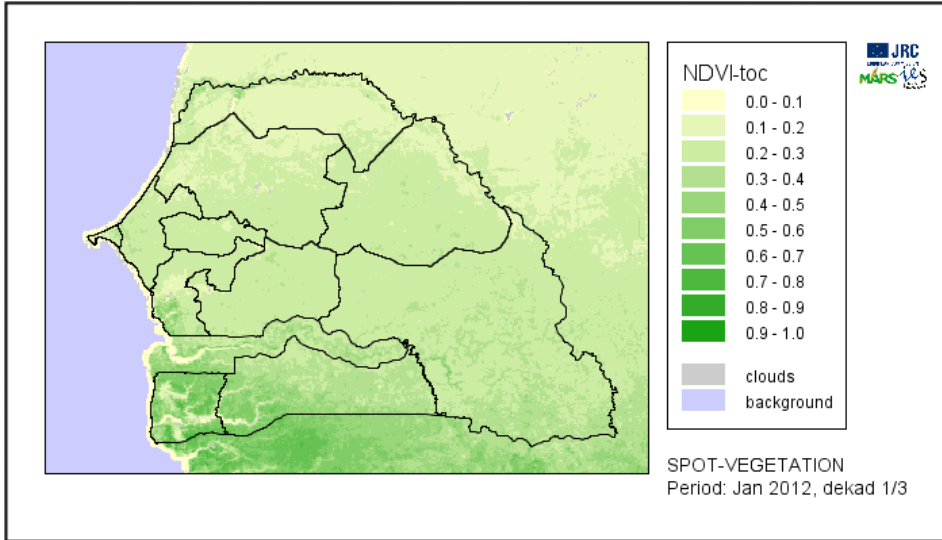 NDVI-toc
0.0 - 0.1
0.1 - 0.2
0.2 - 0.3
0.3 - 0.4
0.4 - 0.5
0.5 - 0.6
0.6 - 0.7
0.7 - 0.8
0.8 - 0.9
0.9 - 1.0
clouds
background
JRC
MARS
ies
SPOT-VEGETATION
Period: Jan 2012, dekad 1/3